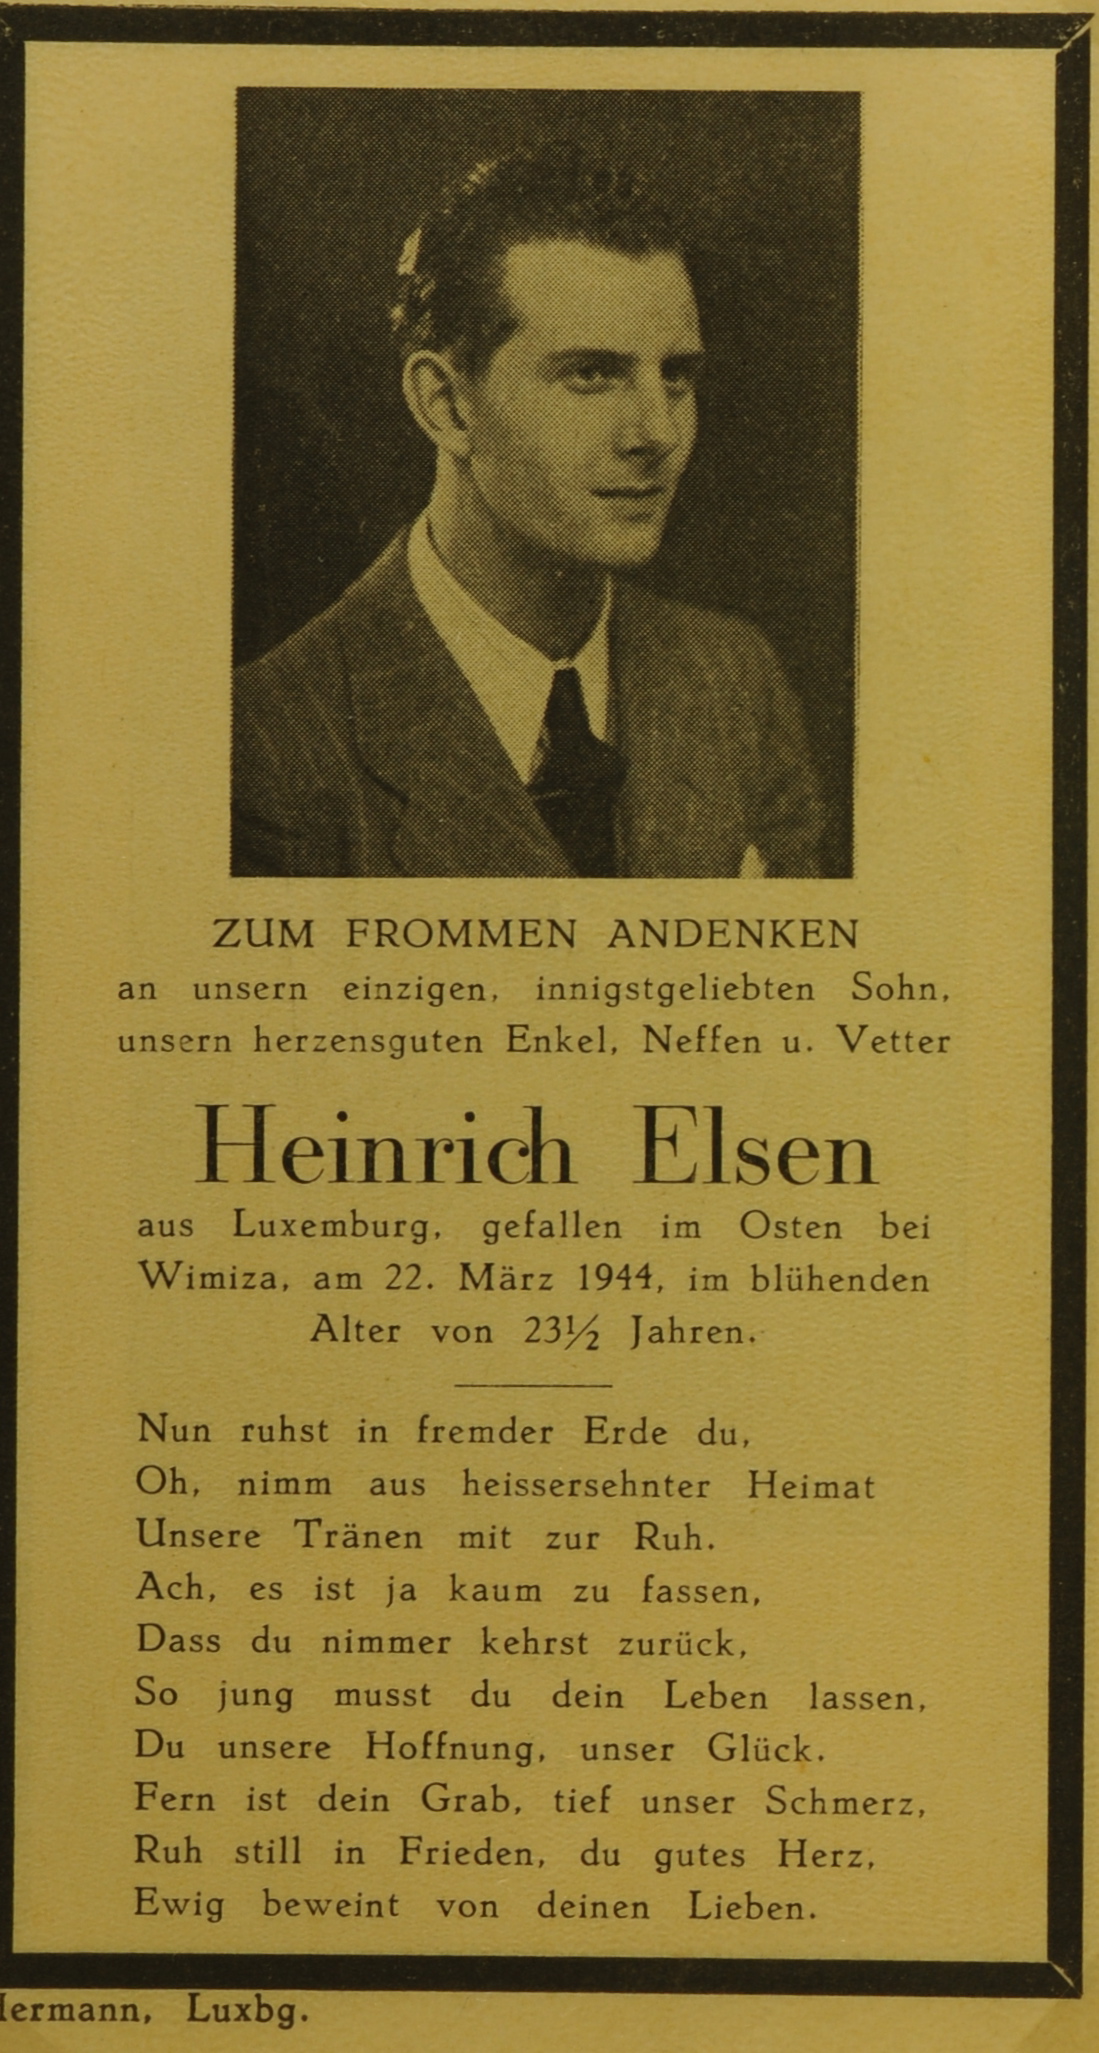 ZUM FROMMEN ANDENKEN
an unsern einzigen, innigstgeliebten Sohn,
unsern herzensguten Enkel, Neffen u. Vetter
Heinrich Elsen
aus Luxemburg, gefallen im Osten bei
Wimiza, am 22. März 1944, im blühenden
Alter von 23½ Jahren.
Nun ruhst in fremder Erde du,
Oh, nimm aus heissersehnter Heimat
Unsere Tränen mit zur Ruh.
Ach, es ist ja kaum zu fassen,
Dass du nimmer kehrst zurück,
So jung musst du dein Leben lassen,
Du unsere Hoffnung, unser Glück.
Fern ist dein Grab, tief unser Schmerz,
Ruh still in Frieden, du gutes Herz,
Ewig beweint von deinen Lieben.
Hermann, Luxbg.